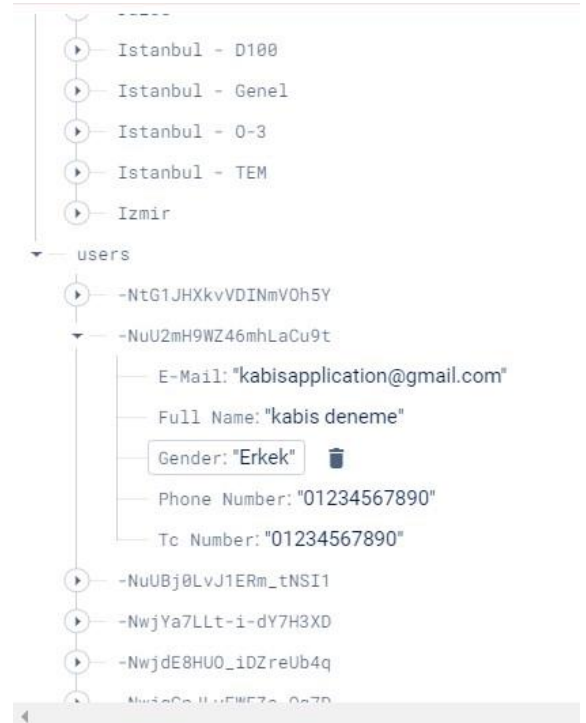 Istanbul - D100
Istanbul - Genel
Istanbul - O-3
Istanbul - TEM
Izmir
users
-NtG1JHXkvVDINmVOh5Y
-NuU2mH9WZ46mhLaCu9t
E-Mail: "kabisapplication@gmail.com"
Full Name: "kabis deneme"
Gender: "Erkek"
Phone Number: "01234567890"
Tc Number: "01234567890"
-NuUBj0LvJ1ERm_tNSI1
-NwjYa7LLt-i-dY7H3XD
-NwjdE8HUO_iDZreUb4q